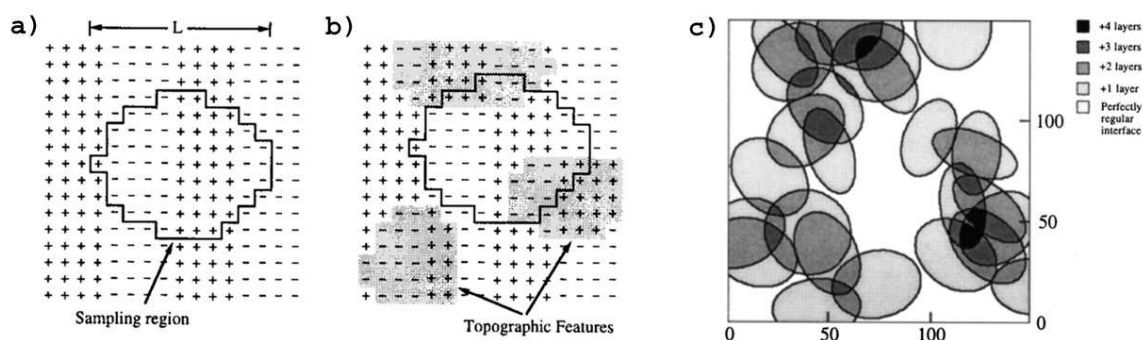 a)
L
Sampling region
b)
Topographic Features
c)
+4 layers
+3 layers
+2 layers
+1 layer
Perfectly
regular
interface
100
50
0
0
50
100